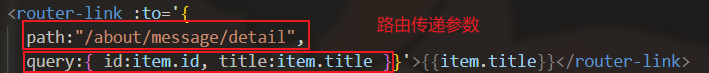 <router-link :to='{
path:"/about/message/detail",
路由传递参数
query:{ id:item.id, title:item.title }}'>{{item.title}}</router-link>